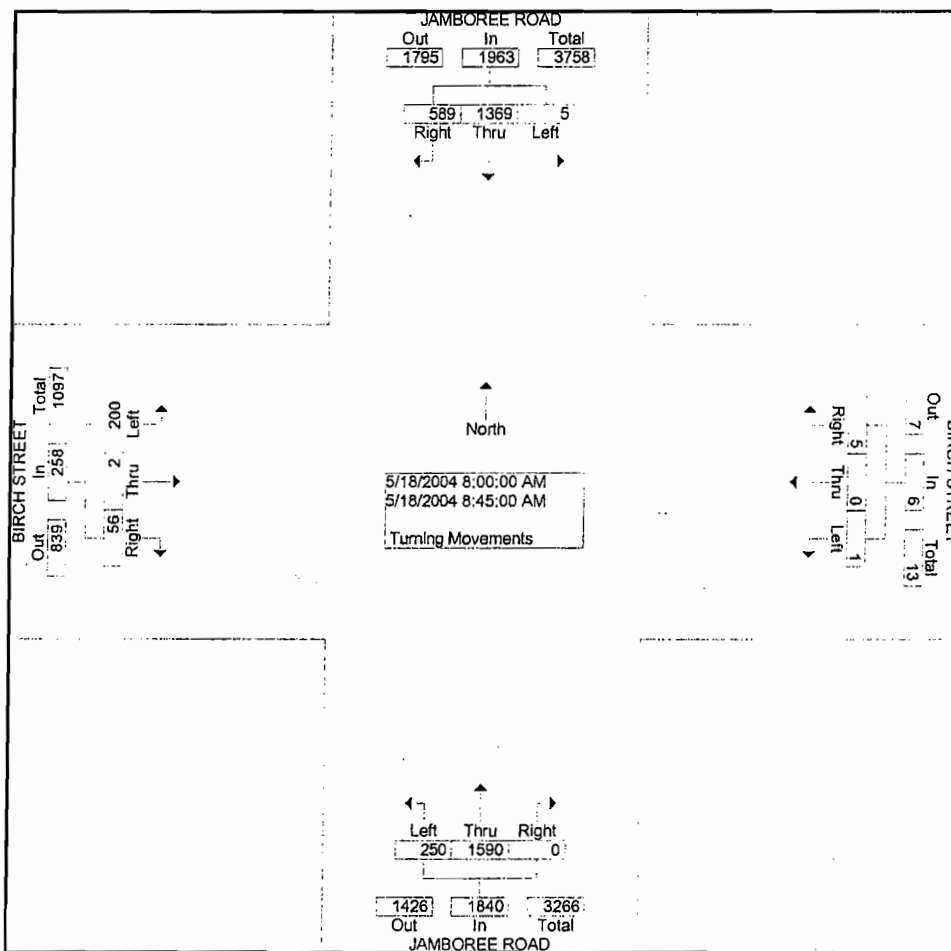 JAMBOREE ROAD
Out In Total
1795 1963 3758
589 1369 5
Right Thru Left
BIRCH STREET
Out In Total
839 258 1097
200 2 56
Left Thru Right
North
5/18/2004 8:00:00 AM
5/18/2004 8:45:00 AM
Turning Movements
Right Thru Left
5 0 1
Out In Total
7 6 13
BIRCH STREET
Left Thru Right
250 1590 0
1426 1840 3266
Out In Total
JAMBOREE ROAD